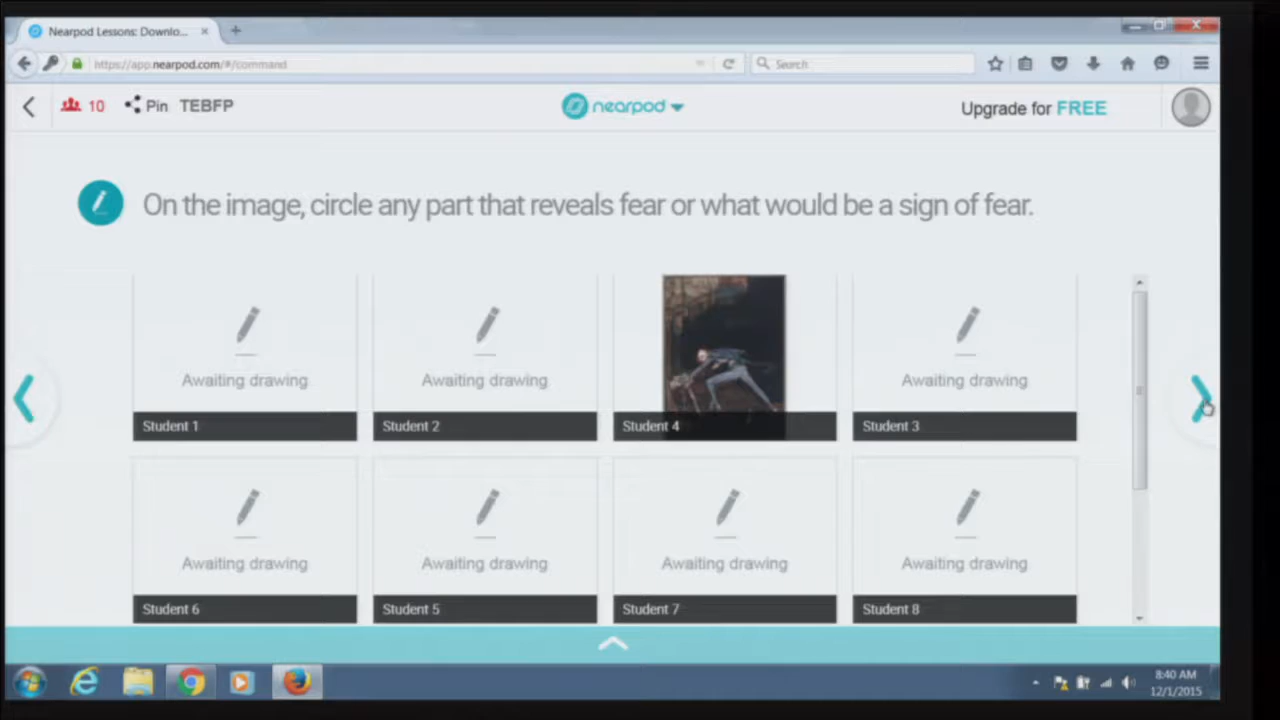 Nearpod Lessons: Downlo...
https://app.nearpod.com/#/command
Search
10 Pin TEBFP
nearpod
Upgrade for FREE
On the image, circle any part that reveals fear or what would be a sign of fear.
Awaiting drawing Awaiting drawing Awaiting drawing
Student 1 Student 2 Student 4 Student 3
Awaiting drawing Awaiting drawing Awaiting drawing Awaiting drawing
Student 6 Student 5 Student 7 Student 8
8:40 AM
12/1/2015